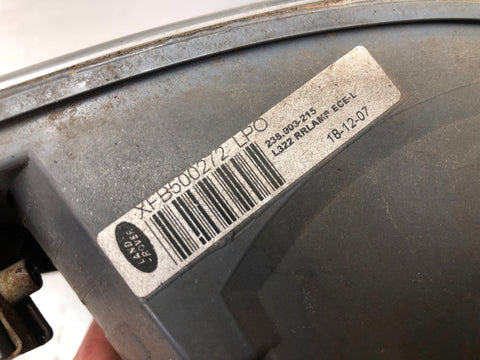 LAND
ROVER
XFB500272 LPO
238.003-215
L322 RRLAMP ECE-L
18-12-07